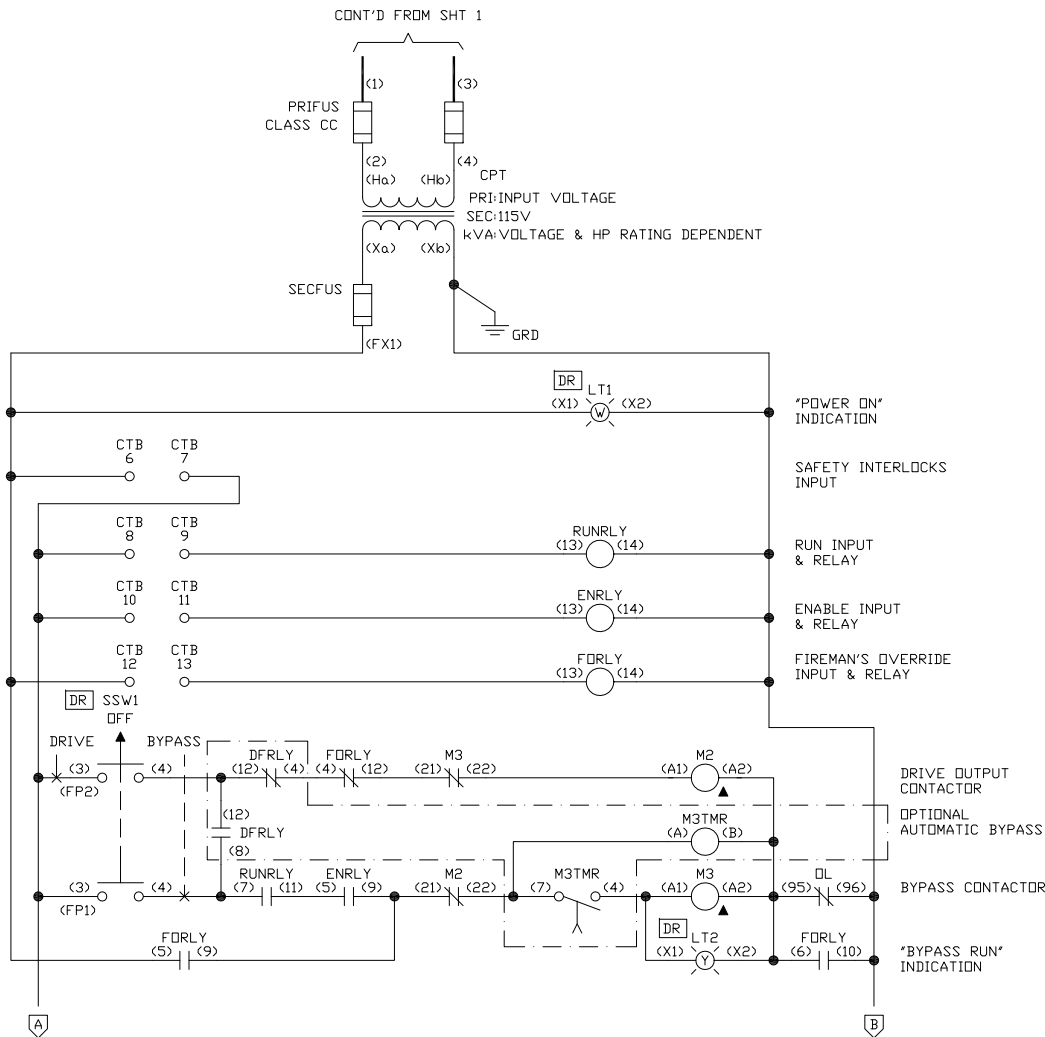 CONT'D FROM SHT 1
(1) (3)
PRIFUS
CLASS CC
(2) (4)
(Ha) (Hb) CPT
PRI:INPUT VOLTAGE
SEC:115V
kVA:VOLTAGE & HP RATING DEPENDENT
(Xa) (Xb)
SECFUS
(FX1)
GRD
DR LT1
(X1) W (X2)
"POWER ON"
INDICATION
CTB CTB
6 7
SAFETY INTERLOCKS
INPUT
CTB CTB
8 9
RUNRLY
(13) (14)
RUN INPUT
& RELAY
CTB CTB
10 11
ENRLY
(13) (14)
ENABLE INPUT
& RELAY
CTB CTB
12 13
FORLY
(13) (14)
FIREMAN'S OVERRIDE
INPUT & RELAY
DR SSW1
OFF
DRIVE BYPASS
(3) (4)
(FP2)
DFRLY FORLY M3 M2
(12) (4) (4) (12) (21) (22) (A1) (A2)
DRIVE OUTPUT
CONTACTOR
OPTIONAL
AUTOMATIC BYPASS
(12)
DFRLY
(8)
M3TMR
(A) (B)
(3) (4)
(FP1)
RUNRLY ENRLY M2 M3TMR M3 OL
(7) (11) (5) (9) (21) (22) (7) (4) (A1) (A2) (95) (96)
BYPASS CONTACTOR
FORLY
(5) (9)
DR LT2
(X1) Y (X2)
FORLY
(6) (10)
"BYPASS RUN"
INDICATION
A B